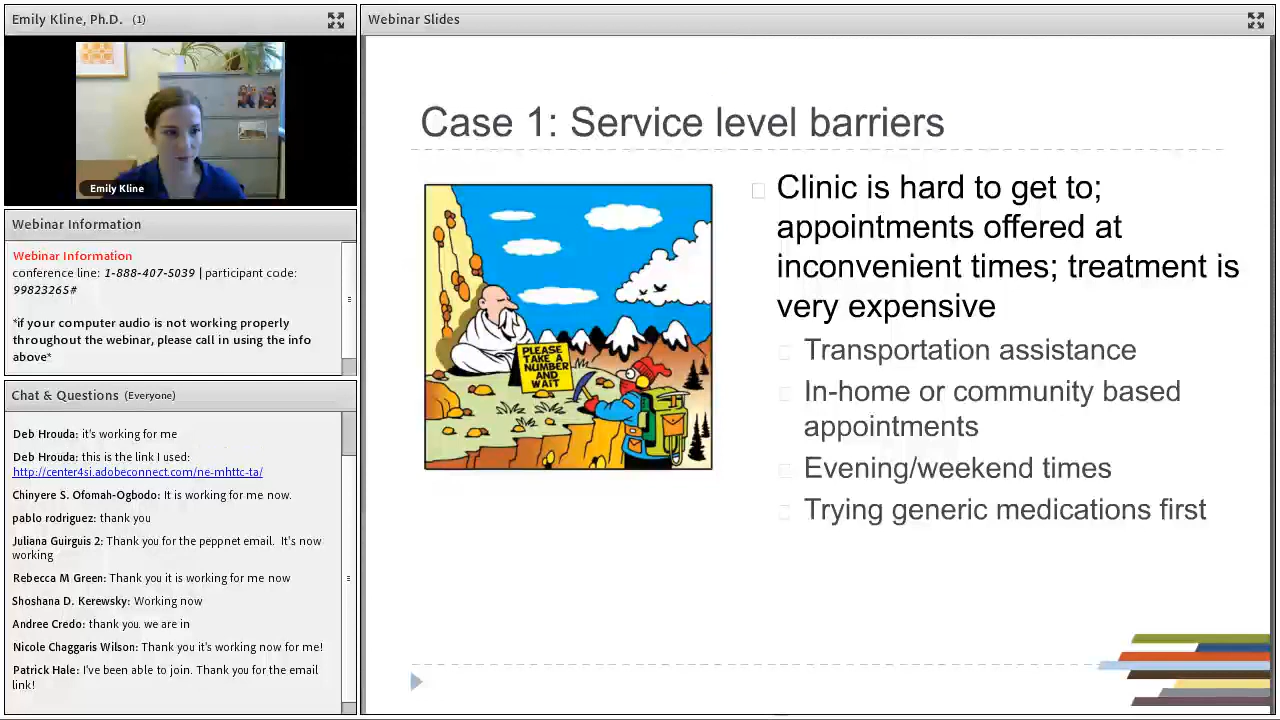 Emily Kline, Ph.D. (1)
Emily Kline
Webinar Information
Webinar Information
conference line: 1-888-407-5039 | participant code:
99823265#
*if your computer audio is not working properly
throughout the webinar, please call in using the info
above*
Chat & Questions (Everyone)
Deb Hrouda: it's working for me
Deb Hrouda: this is the link I used:
http://center4si.adobeconnect.com/ne-mhttc-ta/
Chinyere S. Ofomah-Ogbodo: It is working for me now.
pablo rodriguez: thank you
Juliana Guirguis 2: Thank you for the peppnet email. It's now
working
Rebecca M Green: Thank you it is working for me now
Shoshana D. Kerewsky: Working now
Andree Credo: thank you. we are in
Nicole Chaggaris Wilson: Thank you it's working now for me!
Patrick Hale: I've been able to join. Thank you for the email
link!
Webinar Slides
Case 1: Service level barriers
PLEASE
TAKE A
NUMBER
AND
WAIT
Clinic is hard to get to;
appointments offered at
inconvenient times; treatment is
very expensive
Transportation assistance
In-home or community based
appointments
Evening/weekend times
Trying generic medications first